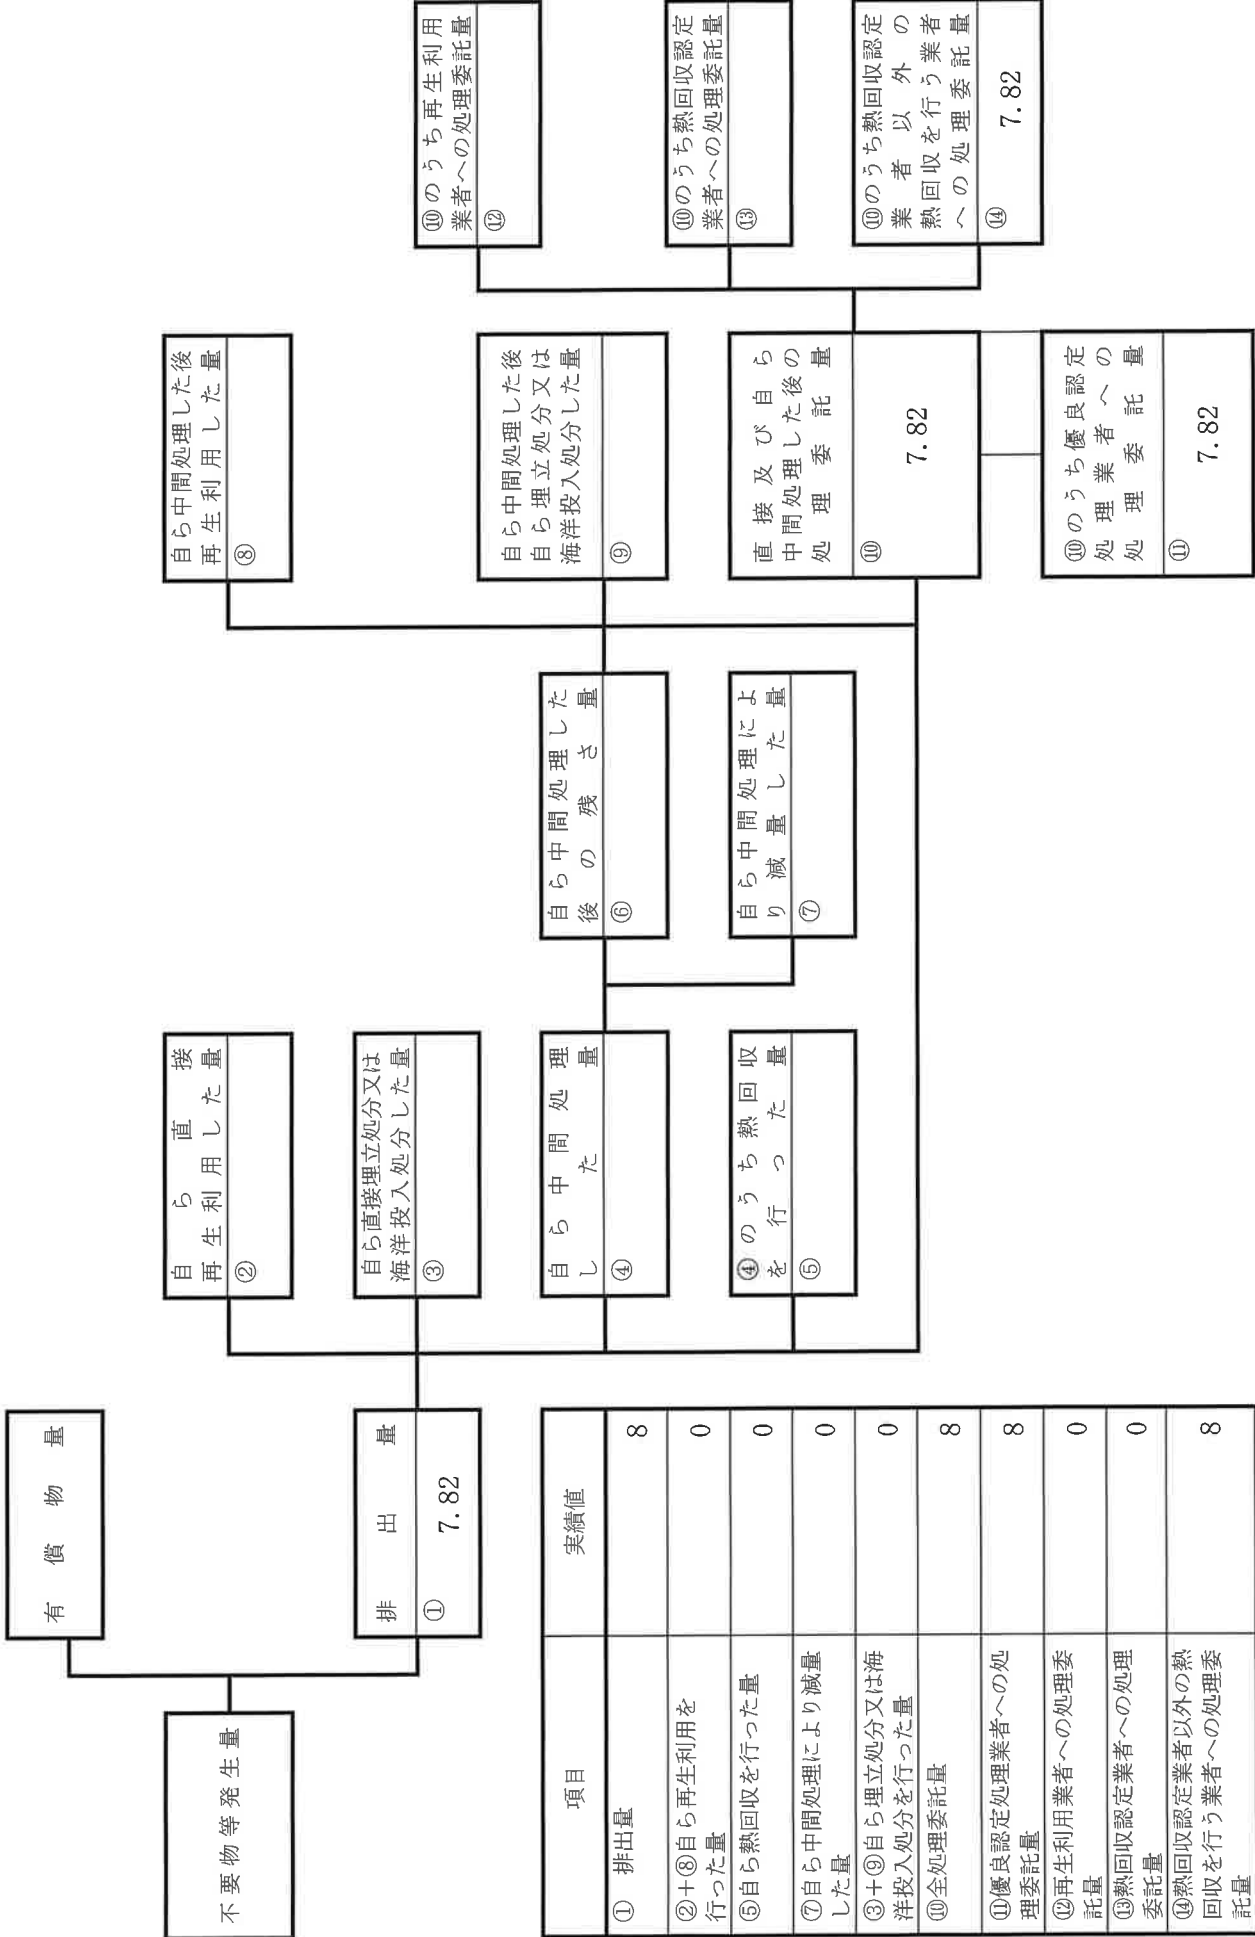 不要物等発生量
有償物量
排出量
① 7.82
自ら直接
再生利用した量
②
自ら直接埋立処分又は
海洋投入処分した量
③
自ら中間処理
した量
④
④のうち熱回収
を行った量
⑤
自ら中間処理した
後の残さ量
⑥
自ら中間処理によ
り減量した量
⑦
自ら中間処理した後
再生利用した量
⑧
自ら中間処理した後
自ら埋立処分又は
海洋投入処分した量
⑨
直接及び自ら
中間処理した後の
処理委託量
⑩
7.82
⑩のうち優良認定
処理業者への
処理委託量
⑪
7.82
⑩のうち再生利用
業者への処理委託量
⑫
⑩のうち熱回収認定
業者への処理委託量
⑬
⑩のうち熱回収認定
業者以外の
熱回収を行う業者
への処理委託量
⑭ 7.82
項目 実績値
① 排出量 8
②+⑧自ら再生利用を
行った量 0
⑤自ら熱回収を行った量 0
⑦自ら中間処理により減量
した量 0
③+⑨自ら埋立処分又は海
洋投入処分を行った量 0
⑩全処理委託量 8
⑪優良認定処理業者への処
理委託量 8
⑫再生利用業者への処理委
託量 0
⑬熱回収認定業者への処理
委託量 0
⑭熱回収認定業者以外の熱
回収を行う業者への処理委
託量 8